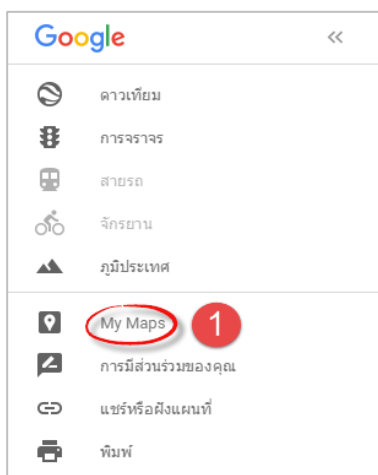 Google
ดาวเทียม
การจราจร
สายรถ
จักรยาน
ภูมิประเทศ
My Maps 1
การมีส่วนร่วมของคุณ
แชร์หรือฝังแผนที่
พิมพ์